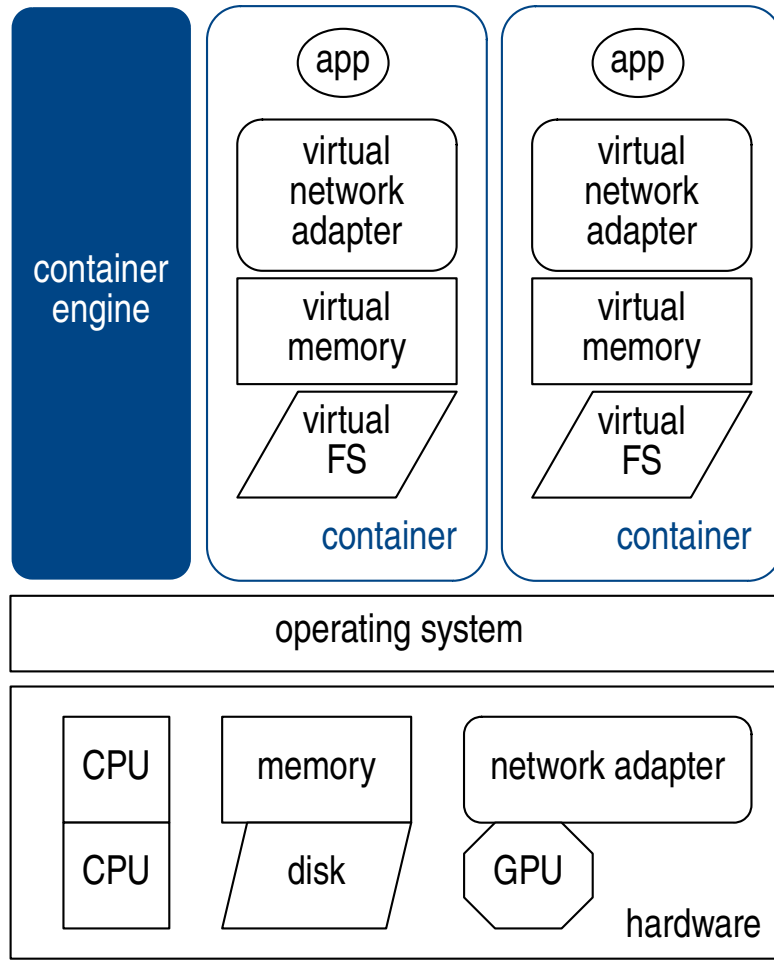 container
engine
app
virtual
network
adapter
virtual
memory
virtual
FS
container
app
virtual
network
adapter
virtual
memory
virtual
FS
container
operating system
CPU
memory
network adapter
CPU
disk
GPU
hardware